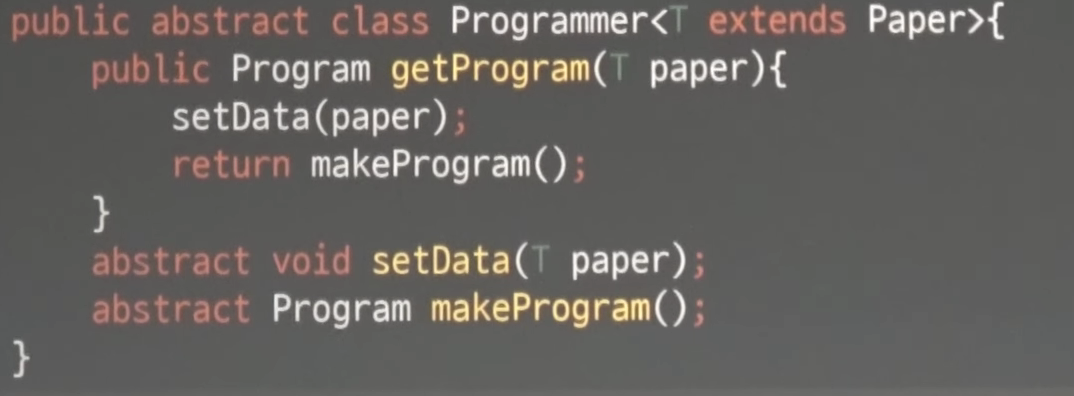 public abstract class Programmer<T extends Paper>{
    public Program getProgram(T paper){
        setData(paper);
        return makeProgram();
    }
    abstract void setData(T paper);
    abstract Program makeProgram();
}